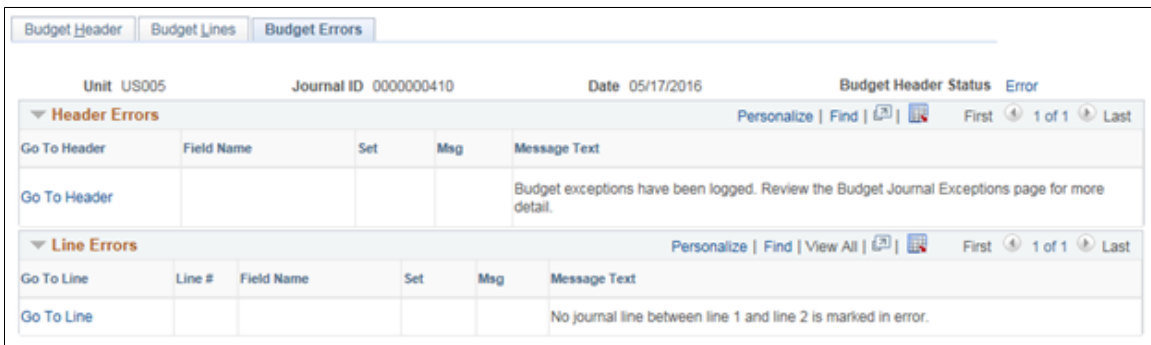 Budget Header Budget Lines Budget Errors
Unit US005 Journal ID 0000000410 Date 05/17/2016 Budget Header Status Error
Header Errors Personalize | Find | | First 1 of 1 Last
Go To Header Field Name Set Msg Message Text
Go To Header Budget exceptions have been logged. Review the Budget Journal Exceptions page for more
detail.
Line Errors Personalize | Find | View All | | First 1 of 1 Last
Go To Line Line # Field Name Set Msg Message Text
Go To Line No journal line between line 1 and line 2 is marked in error.